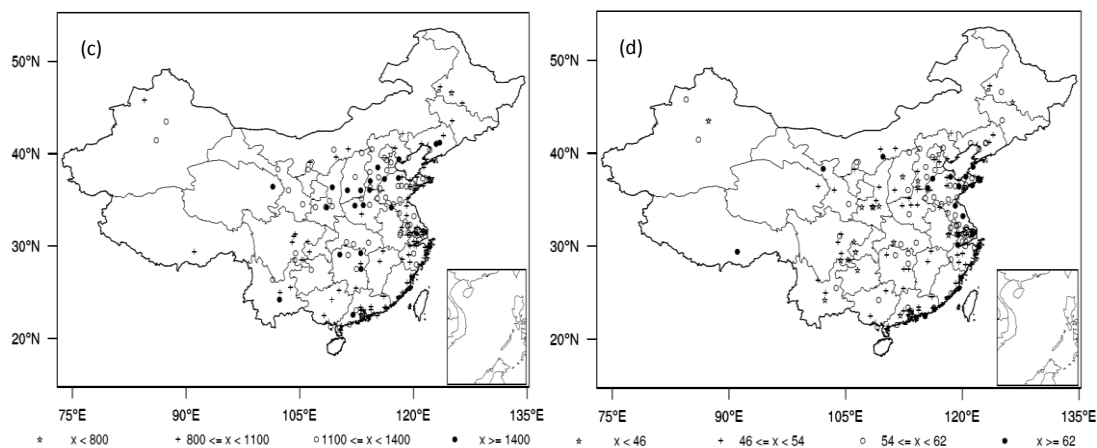 (c)
(d)
50°N
40°N
30°N
20°N
50°N
40°N
30°N
20°N
75°E 90°E 105°E 120°E 135°E
75°E 91°E 105°E 120°E 135°E
☆ X < 800 + 800 <= X < 1100 ○ 1100 <= X < 1400 ● X >= 1400
☆ X < 46 + 46 <= X < 54 ○ 54 <= X < 62 ● X >= 62